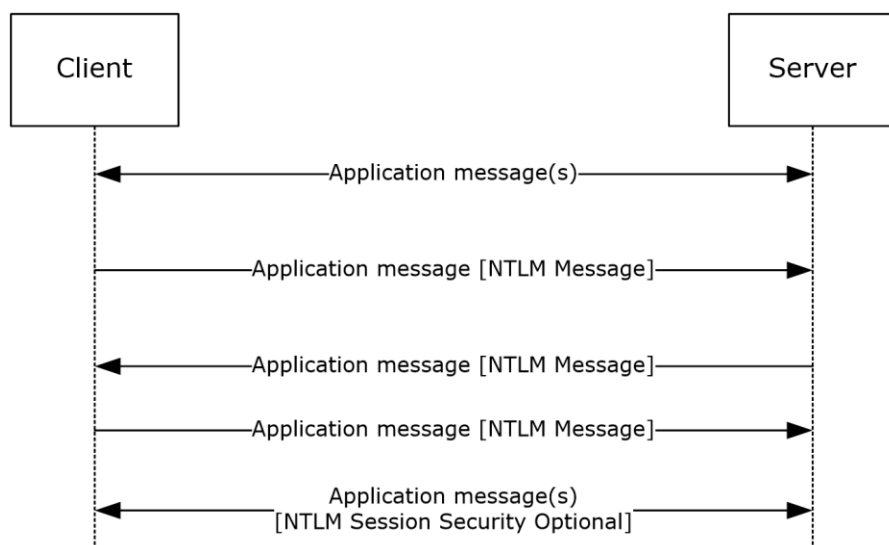 Client
Server
Application message(s)
Application message [NTLM Message]
Application message [NTLM Message]
Application message [NTLM Message]
Application message(s)
[NTLM Session Security Optional]